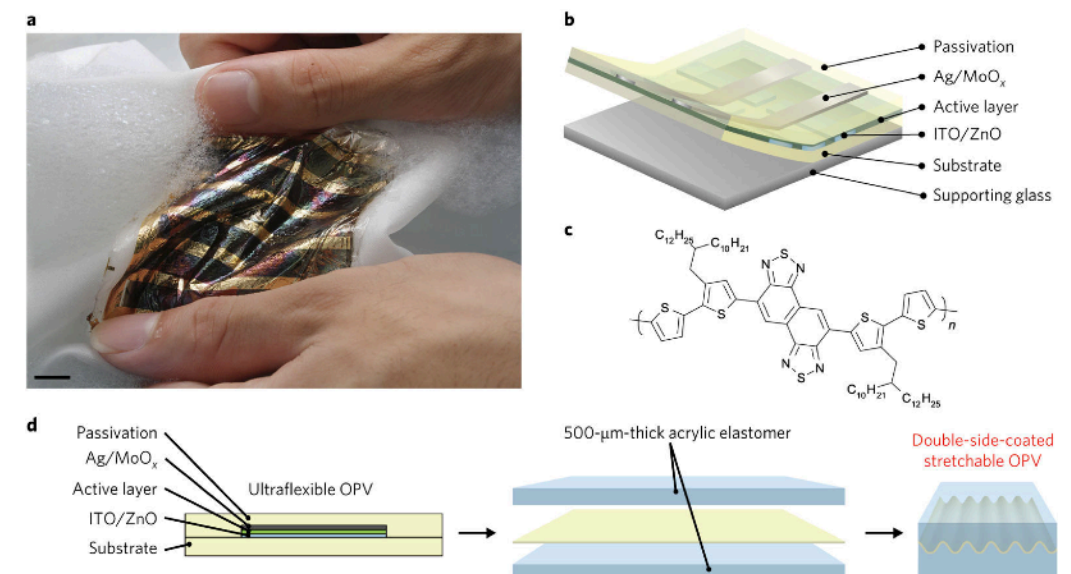 a
b
Passivation
Ag/MoOₓ
Active layer
ITO/ZnO
Substrate
Supporting glass
c
C₁₂H₂₅
C₁₀H₂₁
S
N N
S S
S S
n
N N
S
C₁₀H₂₁
C₁₂H₂₅
d
Passivation
Ag/MoOₓ
Active layer
ITO/ZnO
Substrate
Ultraflexible OPV
500-μm-thick acrylic elastomer
Double-side-coated
stretchable OPV